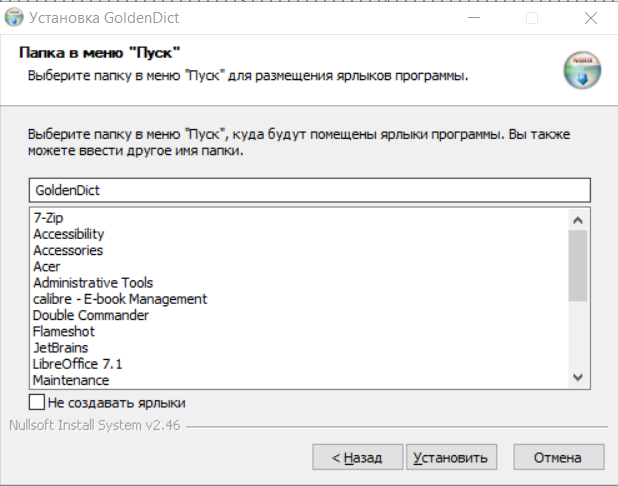 Установка GoldenDict
Папка в меню "Пуск"
Выберите папку в меню "Пуск" для размещения ярлыков программы.
Выберите папку в меню "Пуск", куда будут помещены ярлыки программы. Вы также
можете ввести другое имя папки.
GoldenDict
7-Zip
Accessibility
Accessories
Acer
Administrative Tools
calibre - E-book Management
Double Commander
Flameshot
JetBrains
LibreOffice 7.1
Maintenance
Не создавать ярлыки
Nullsoft Install System v2.46
< Назад
Установить
Отмена